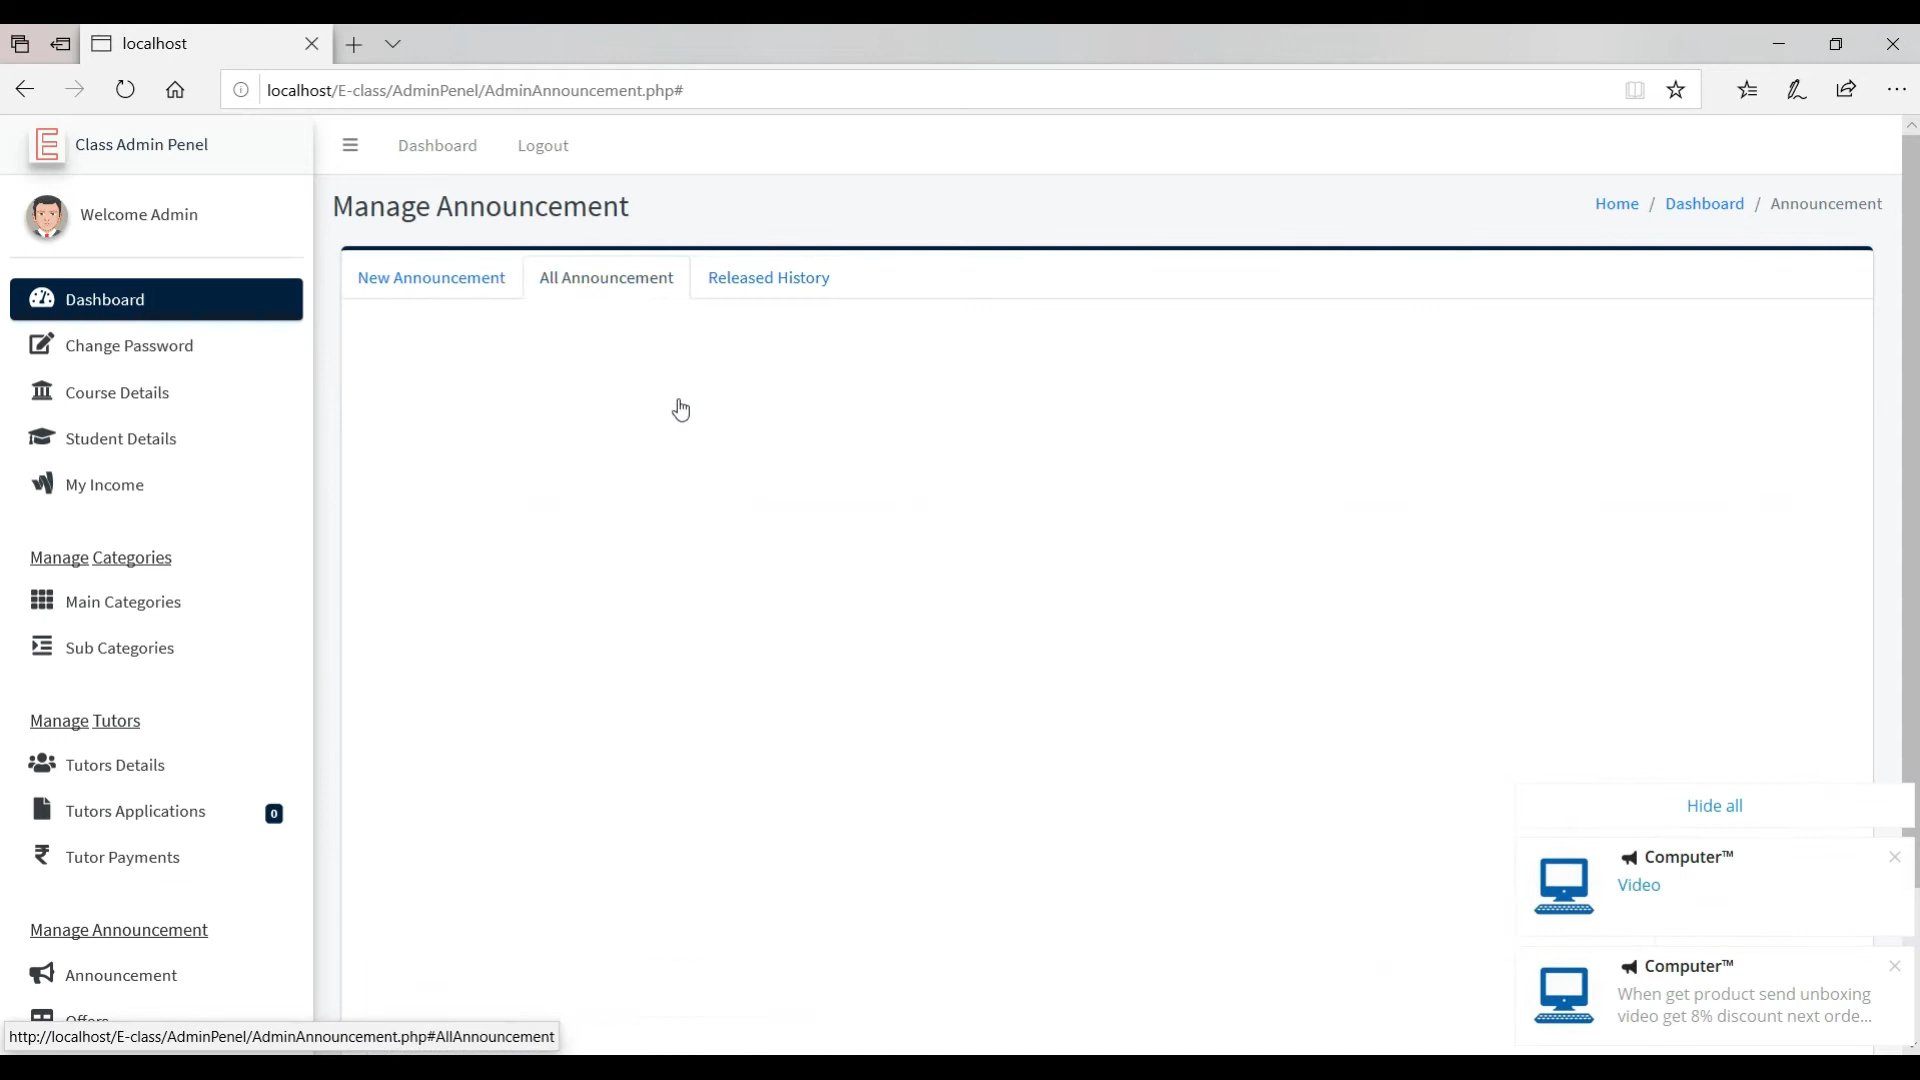 localhost
localhost/E-class/AdminPenel/AdminAnnouncement.php#
E Class Admin Penel
Dashboard
Logout
Welcome Admin
Manage Announcement
Home / Dashboard / Announcement
New Announcement
All Announcement
Released History
Dashboard
Change Password
Course Details
Student Details
My Income
Manage Categories
Main Categories
Sub Categories
Manage Tutors
Tutors Details
Tutors Applications 0
Tutor Payments
Manage Announcement
Announcement
Offers
http://localhost/E-class/AdminPenel/AdminAnnouncement.php#AllAnnouncement
Hide all
Computer™
Video
Computer™
When get product send unboxing
video get 8% discount next orde...